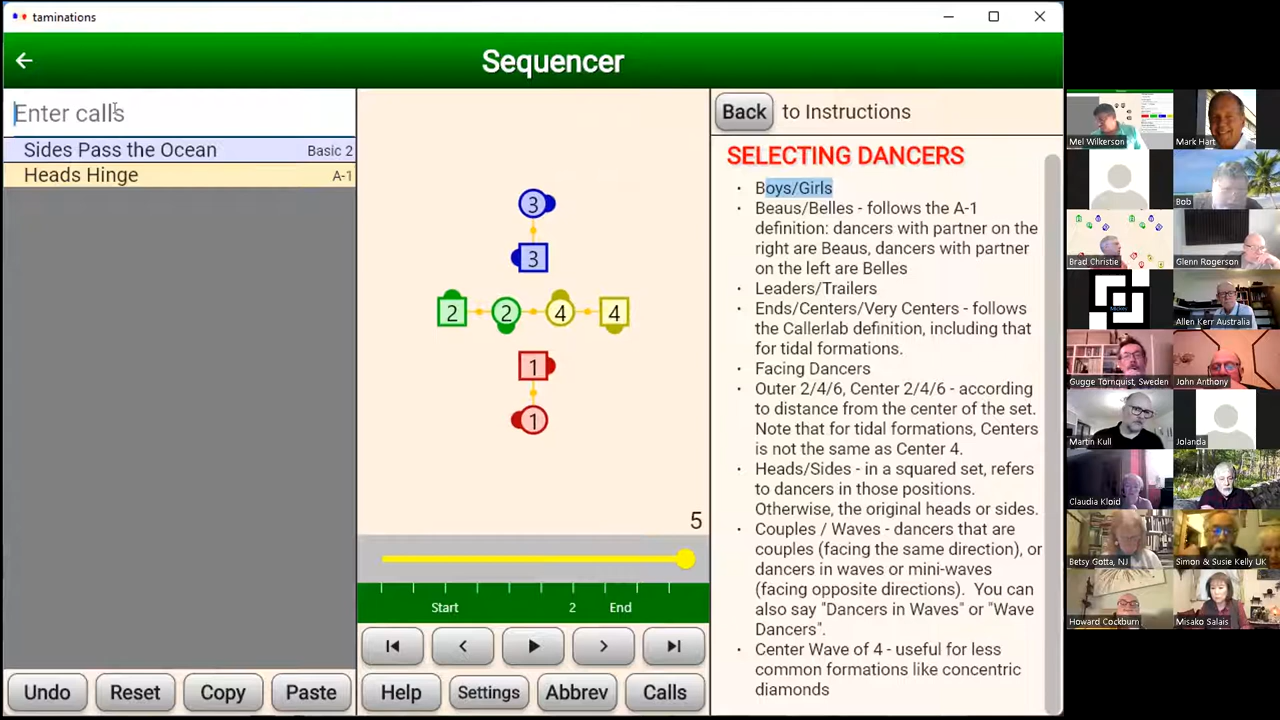 taminations
Sequencer
Enter calls
Sides Pass the Ocean Basic 2
Heads Hinge A-1
3
3
2 2 4 4
1
1
5
Start 2 End
Undo Reset Copy Paste Help Settings Abbrev Calls
Back to Instructions
SELECTING DANCERS
· Boys/Girls
· Beaus/Belles - follows the A-1
definition: dancers with partner on the
right are Beaus, dancers with partner
on the left are Belles
· Leaders/Trailers
· Ends/Centers/Very Centers - follows
the Callerlab definition, including that
for tidal formations.
· Facing Dancers
· Outer 2/4/6, Center 2/4/6 - according
to distance from the center of the set.
Note that for tidal formations, Centers
is not the same as Center 4.
· Heads/Sides - in a squared set, refers
to dancers in those positions.
Otherwise, the original heads or sides.
· Couples / Waves - dancers that are
couples (facing the same direction), or
dancers in waves or mini-waves
(facing opposite directions). You can
also say "Dancers in Waves" or "Wave
Dancers".
· Center Wave of 4 - useful for less
common formations like concentric
diamonds
Mel Wilkerson
Mark Hart
Bob
Brad Christie
Glenn Rogerson
Allen Kerr Australia
Gugge Törnquist, Sweden
John Anthony
Martin Kull
Jolanda
Claudia Kloid
Betsy Gotta, NJ
Simon & Susie Kelly UK
Howard Cockburn
Misako Salais